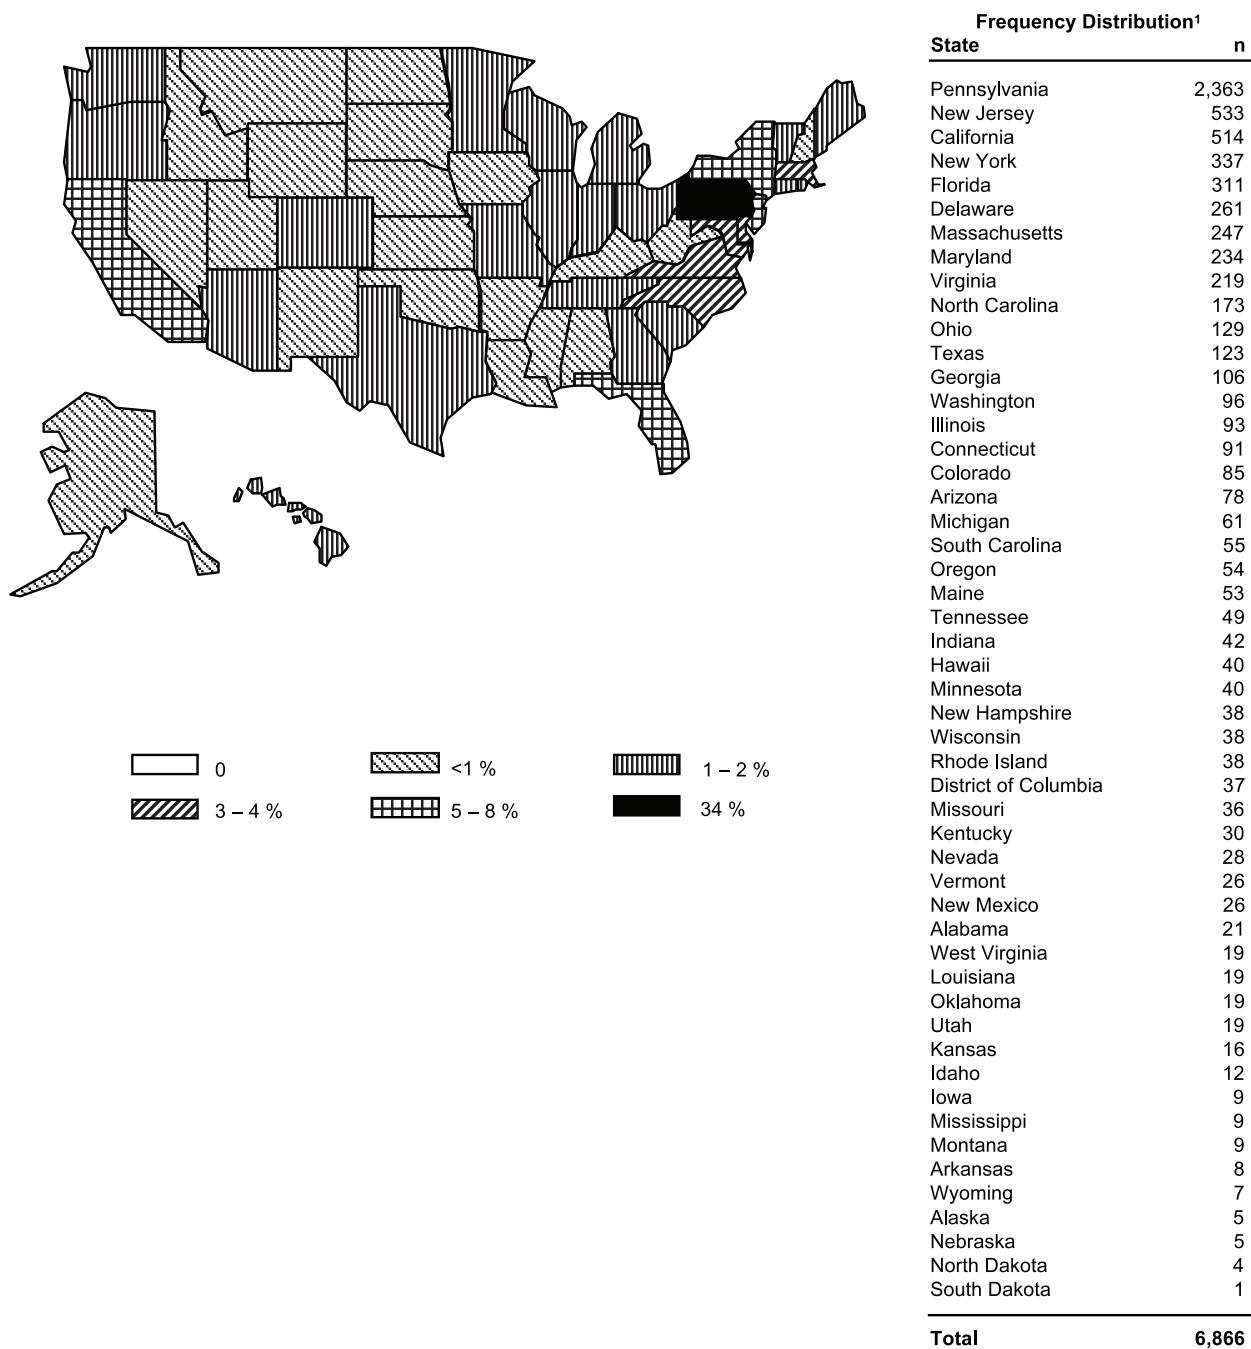 Frequency Distribution¹
State n
Pennsylvania 2,363
New Jersey 533
California 514
New York 337
Florida 311
Delaware 261
Massachusetts 247
Maryland 234
Virginia 219
North Carolina 173
Ohio 129
Texas 123
Georgia 106
Washington 96
Illinois 93
Connecticut 91
Colorado 85
Arizona 78
Michigan 61
South Carolina 55
Oregon 54
Maine 53
Tennessee 49
Indiana 42
Hawaii 40
Minnesota 40
New Hampshire 38
Wisconsin 38
Rhode Island 38
District of Columbia 37
Missouri 36
Kentucky 30
Nevada 28
Vermont 26
New Mexico 26
Alabama 21
West Virginia 19
Louisiana 19
Oklahoma 19
Utah 19
Kansas 16
Idaho 12
Iowa 9
Mississippi 9
Montana 9
Arkansas 8
Wyoming 7
Alaska 5
Nebraska 5
North Dakota 4
South Dakota 1
Total 6,866
0 <1 % 1 – 2 %
3 – 4 % 5 – 8 % 34 %